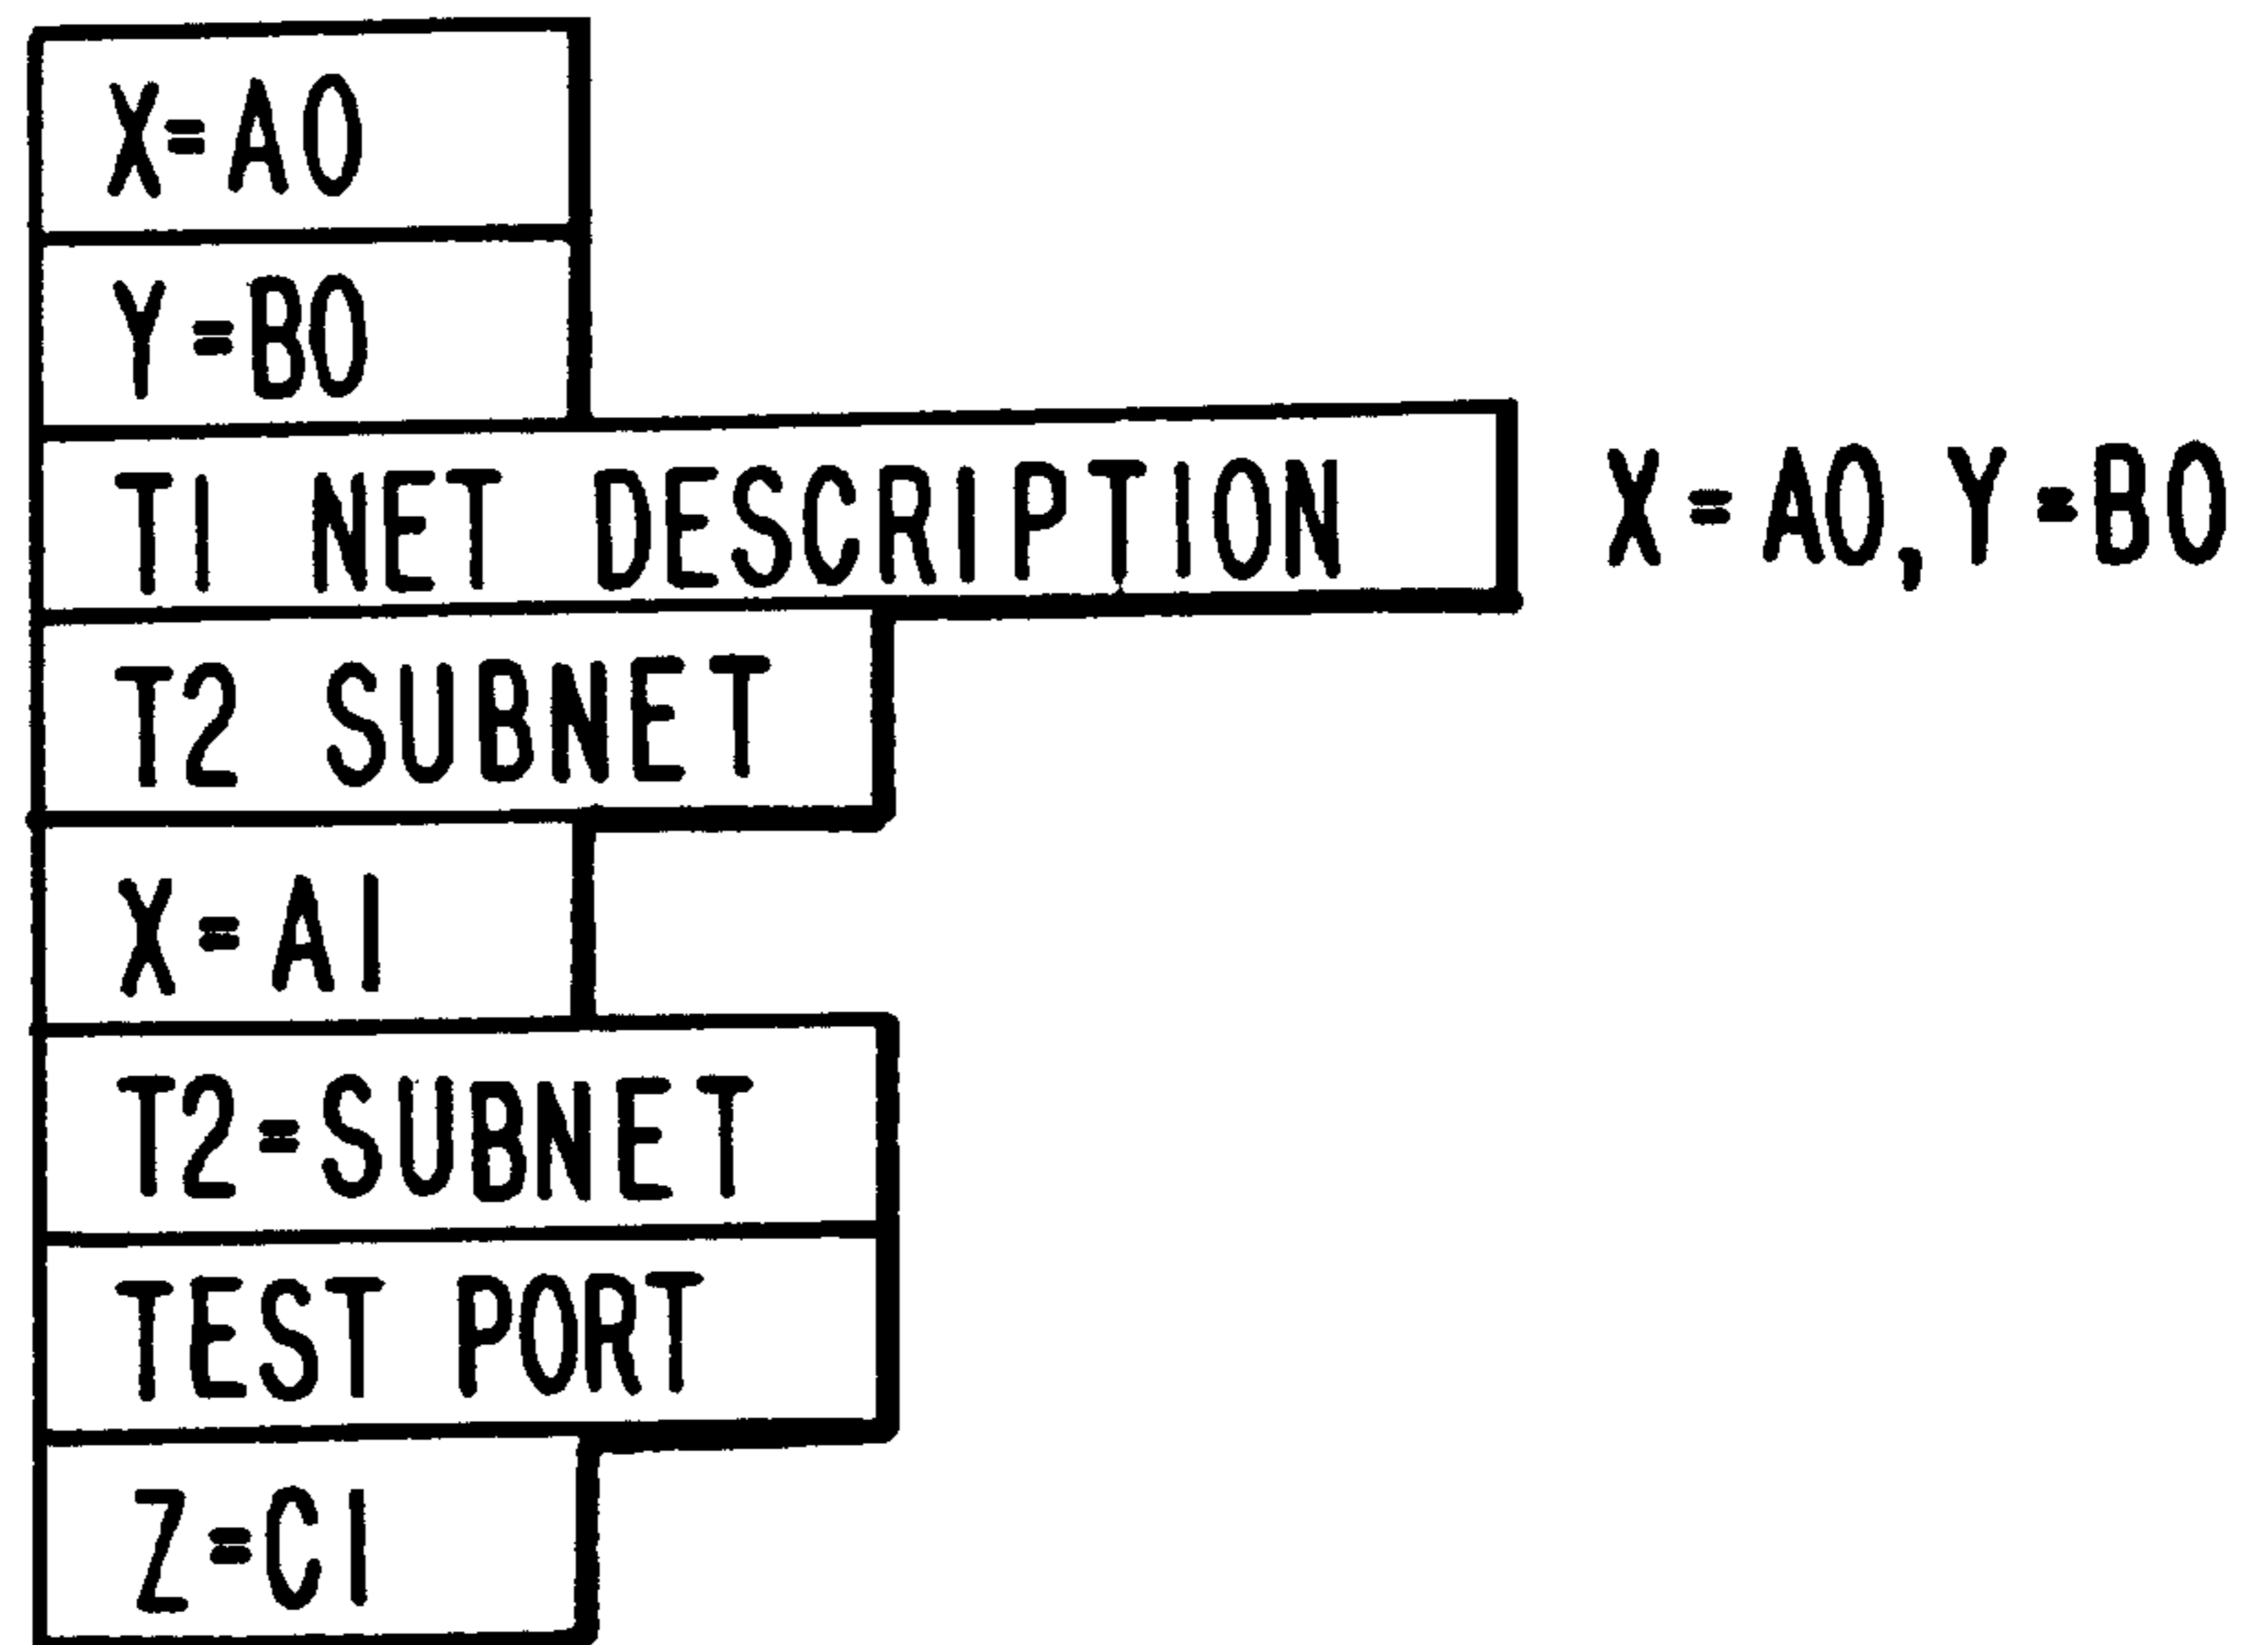 X=A0
Y=B0
T1 NET DESCRIPTION X=A0,Y=B0
T2 SUBNET
X=A1
T2=SUBNET
TEST PORT
Z=C1